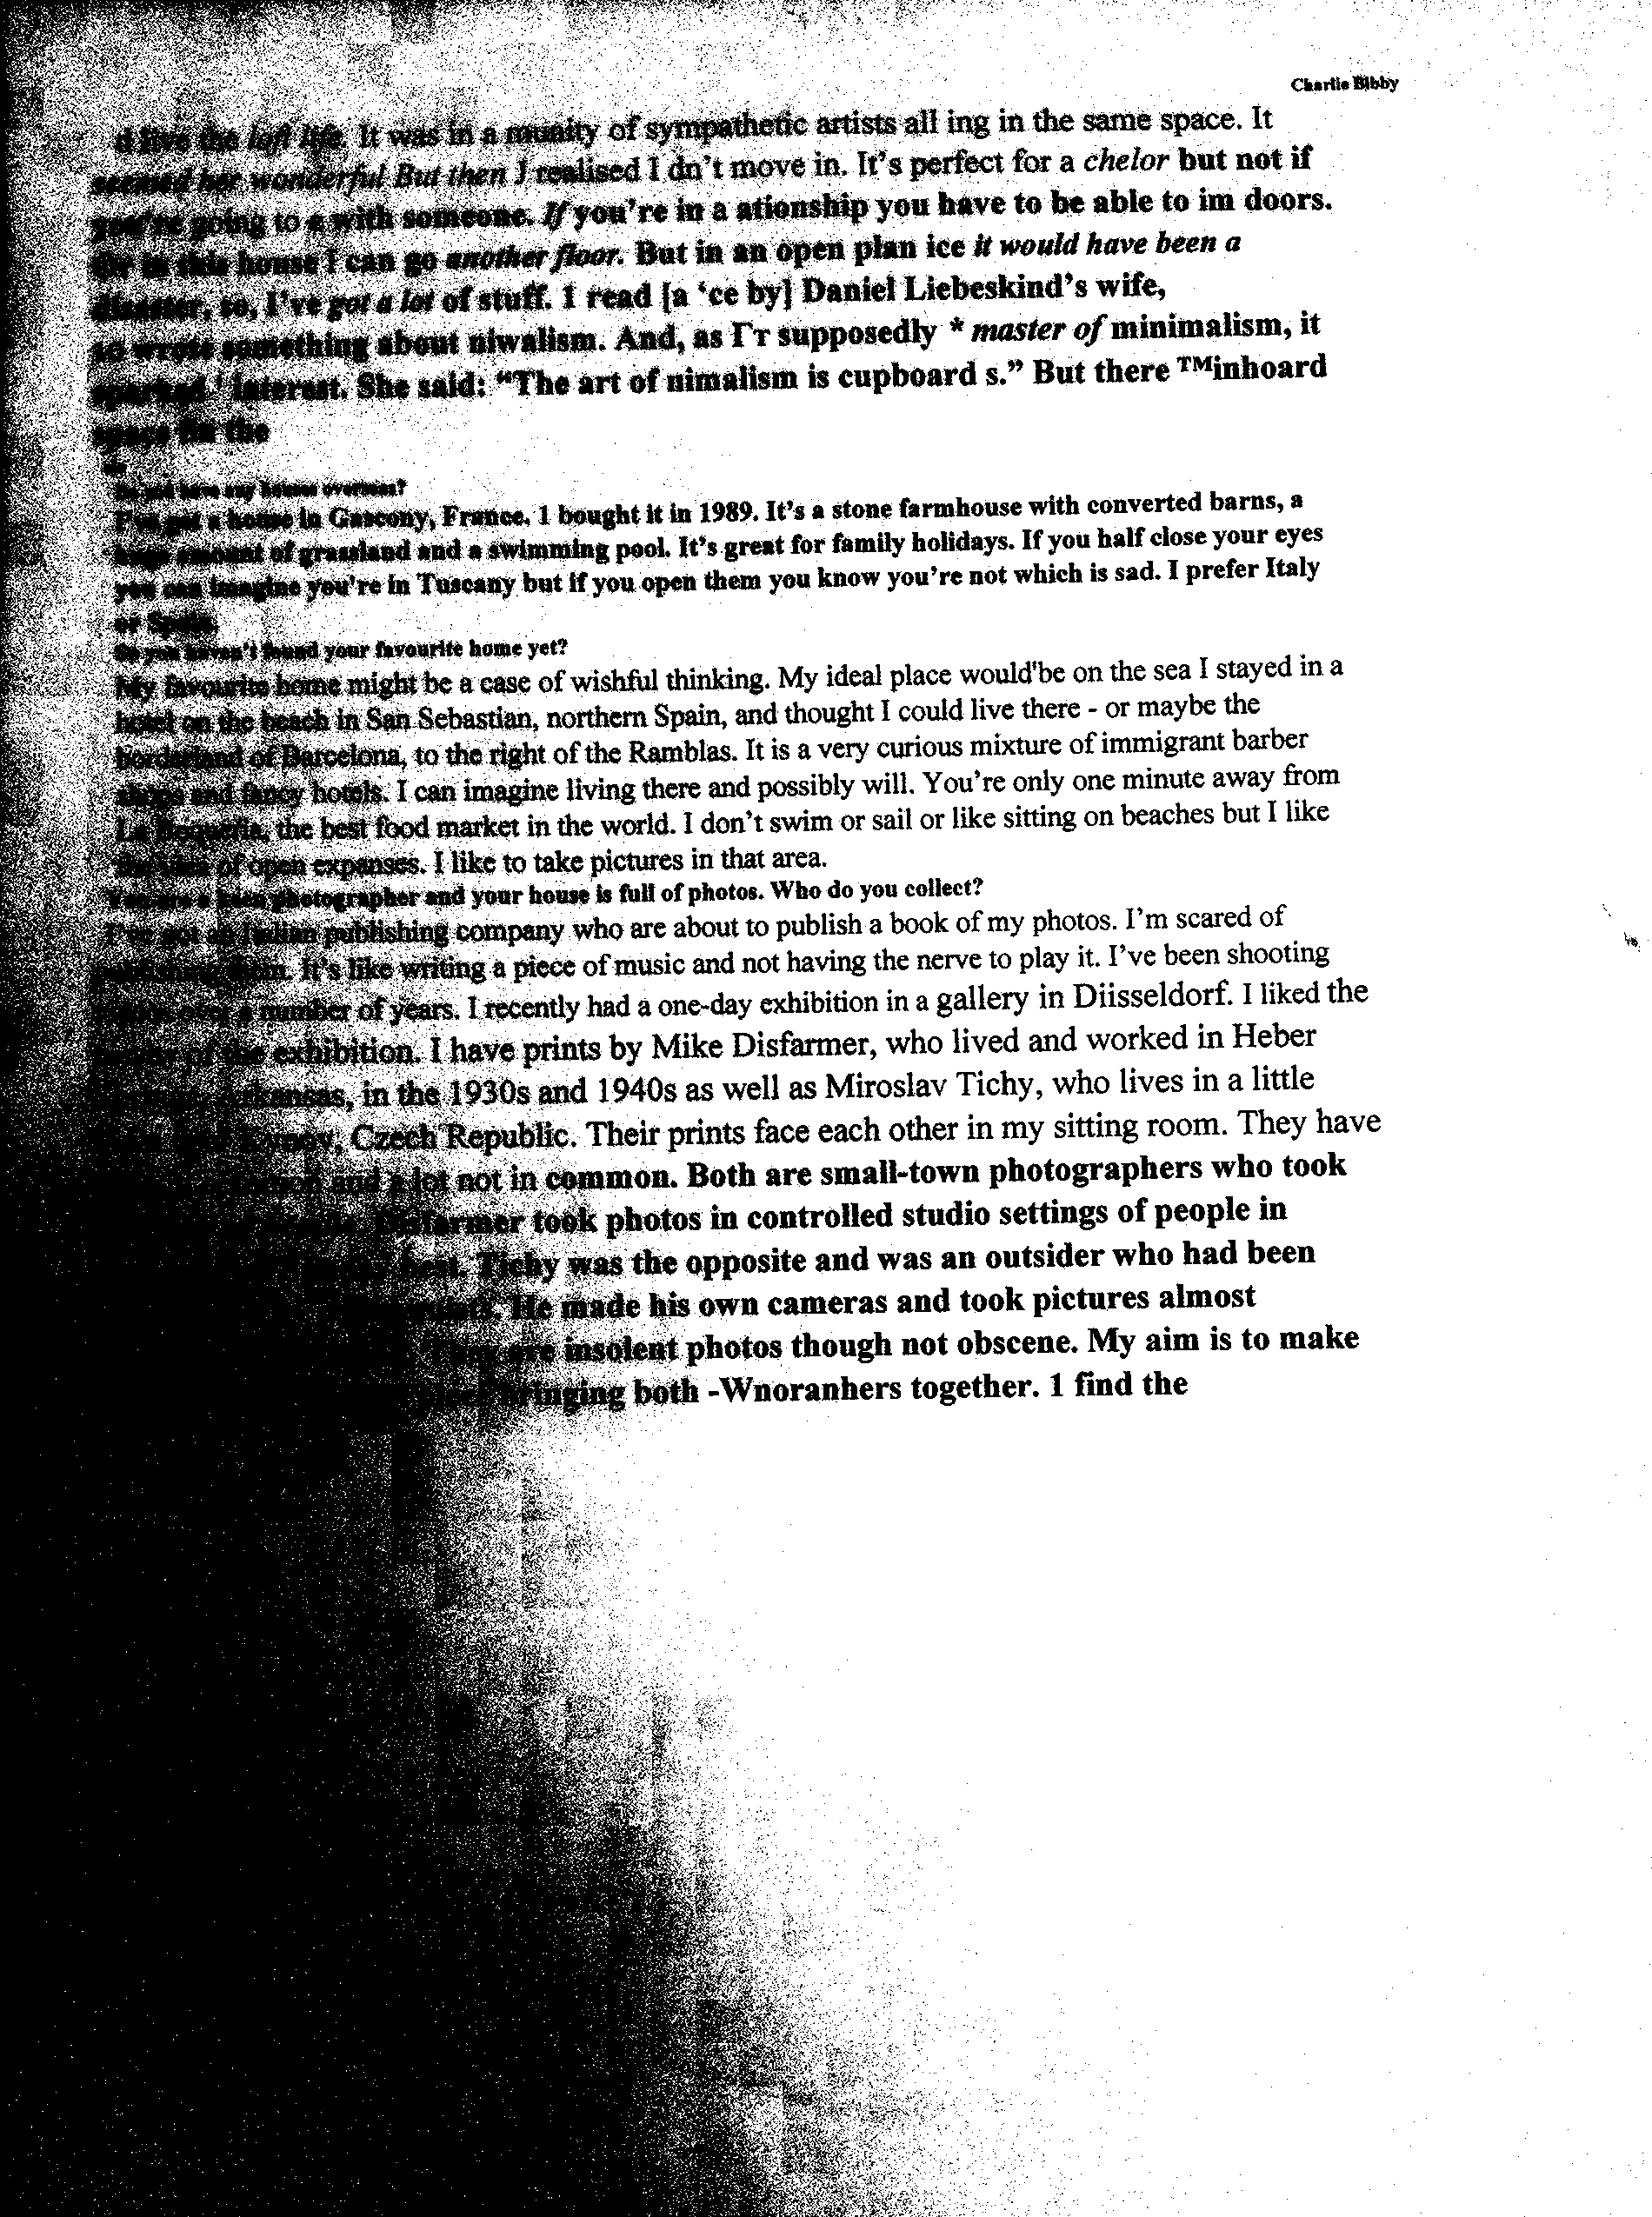 Charlie Bibby
d live the loft life. It was in a munity of sympathetic artists all ing in the same space. It
seemed her wonderful But then J realised I dn't move in. It's perfect for a chelor but not if
you're going to e with someone. If you're in a ationship you have to be able to im doors.
in this house I can go another floor. But in an open plan ice it would have been a
disaster, to, I've got a lot of stuff. 1 read [a 'ce by] Daniel Liebeskind's wife,
so wrote something about niwalism. And, as I'r supposedly * master of minimalism, it
sparked ' interest. She said: "The art of nimalism is cupboard s." But there ™inhoard
space the
Do you have any houses overseas?
I've got a house in Gascony, France. 1 bought it in 1989. It's a stone farmhouse with converted barns, a
huge amount of grassland and a swimming pool. It's great for family holidays. If you half close your eyes
you can imagine you're in Tuscany but if you open them you know you're not which is sad. I prefer Italy
or Spain.
So you haven't found your favourite home yet?
My favourite home might be a case of wishful thinking. My ideal place would'be on the sea I stayed in a
hotel on the beach in San Sebastian, northern Spain, and thought I could live there - or maybe the
borderland of Barcelona, to the right of the Ramblas. It is a very curious mixture of immigrant barber
shops and fancy hotels. I can imagine living there and possibly will. You're only one minute away from
La the best food market in the world. I don't swim or sail or like sitting on beaches but I like
the idea of open expanses. I like to take pictures in that area.
You are a keen photographer and your house is full of photos. Who do you collect?
I've got an Italian publishing company who are about to publish a book of my photos. I'm scared of
publishing them. It's like writing a piece of music and not having the nerve to play it. I've been shooting
over a number of years. I recently had a one-day exhibition in a gallery in Diisseldorf. I liked the
of the exhibition. I have prints by Mike Disfarmer, who lived and worked in Heber
Arkansas, in the 1930s and 1940s as well as Miroslav Tichy, who lives in a little
Czech Republic. Their prints face each other in my sitting room. They have
and a lot not in common. Both are small-town photographers who took
Disfarmer took photos in controlled studio settings of people in
best. Tichy was the opposite and was an outsider who had been
He made his own cameras and took pictures almost
They are insolent photos though not obscene. My aim is to make
bringing both -Wnoranhers together. 1 find the